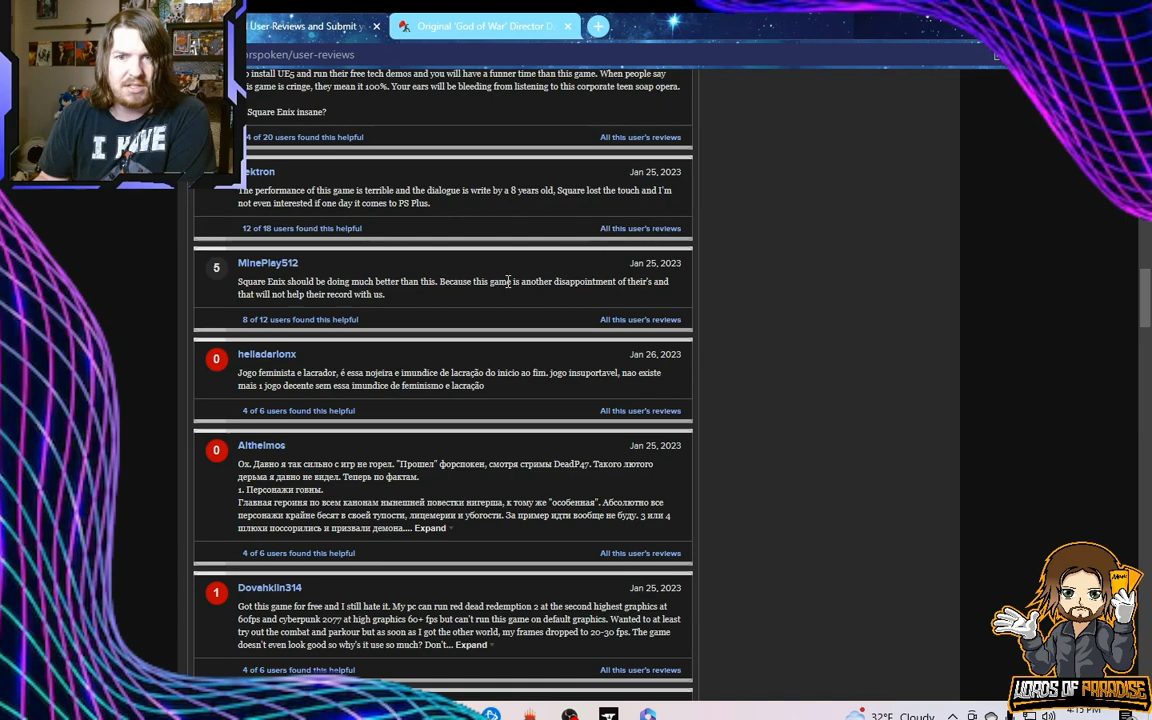 User Reviews and Submit y
Original 'God of War' Director D
orspoken/user-reviews
o install UE5 and run their free tech demos and you will have a funner time than this game. When people say
is game is cringe, they mean it 100%. Your ears will be bleeding from listening to this corporate teen soap opera.
Square Enix insane?
4 of 20 users found this helpful
All this user's reviews
ektron
Jan 25, 2023
The performance of this game is terrible and the dialogue is write by a 8 years old, Square lost the touch and I'm
not even interested if one day it comes to PS Plus.
12 of 18 users found this helpful
All this user's reviews
5
MinePlay512
Jan 25, 2023
Square Enix should be doing much better than this. Because this game is another disappointment of their's and
that will not help their record with us.
8 of 12 users found this helpful
All this user's reviews
0
helladarionx
Jan 26, 2023
Jogo feminista e lacrador, é essa nojeira e imundice de lacração do inicio ao fim. jogo insuportavel, nao existe
mais 1 jogo decente sem essa imundice de feminismo e lacração
4 of 6 users found this helpful
All this user's reviews
0
Althelmos
Jan 25, 2023
Ох. Давно я так сильно с игр не горел. "Прошел" форспокен, смотря стримы DeadP47. Такого лютого
дерьма я давно не видел. Теперь по фактам.
1. Персонажи говны.
Главная героиня по всем канонам нынешней повестки нигерша, к тому же "особенная". Абсолютно все
персонажи крайне бесят в своей тупости, лицемерии и убогости. За пример идти вообще не буду. 3 или 4
шлюхи поссорились и призвали демона.... Expand
4 of 6 users found this helpful
All this user's reviews
1
Dovahkiin314
Jan 25, 2023
Got this game for free and I still hate it. My pc can run red dead redemption 2 at the second highest graphics at
60fps and cyberpunk 2077 at high graphics 60+ fps but can't run this game on default graphics. Wanted to at least
try out the combat and parkour but as soon as I got the other world, my frames dropped to 20-30 fps. The game
doesn't even look good so why's it use so much? Don't... Expand
4 of 6 users found this helpful
All this user's reviews
I HAVE
WORDS OF PARADISE
32°F Cloudy
4:15 PM